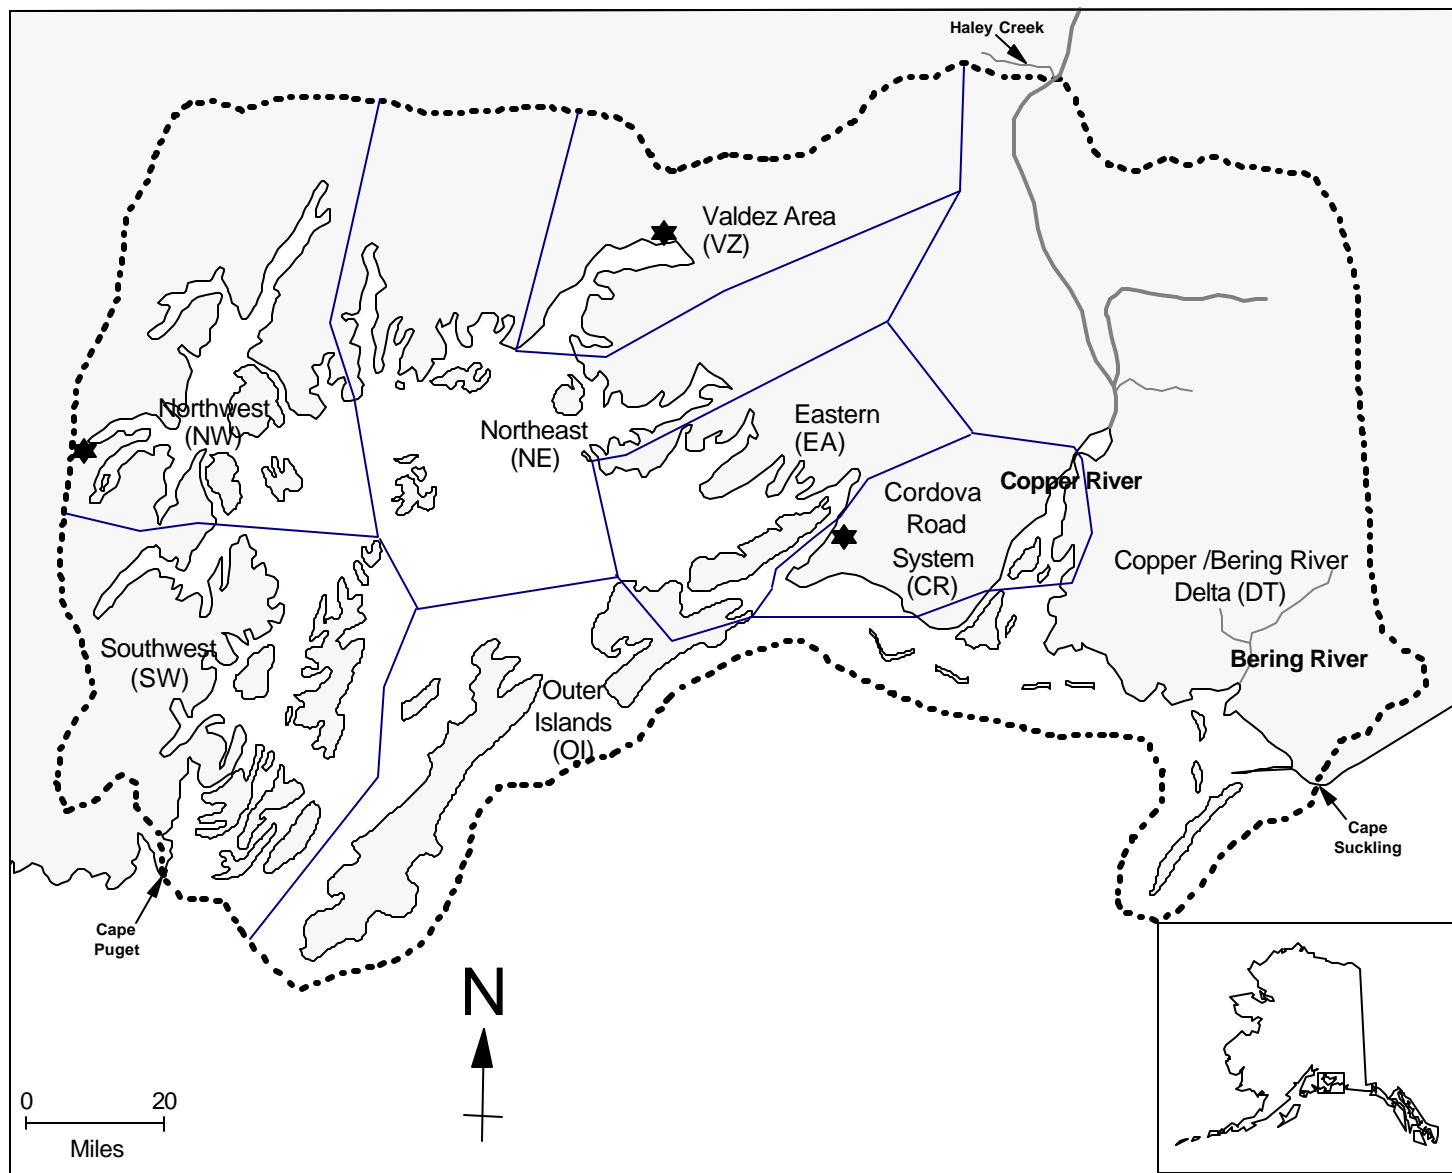 Haley Creek
Valdez Area
(VZ)
Northwest
(NW)
Northeast
(NE)
Eastern
(EA)
Copper River
Cordova
Road
System
(CR)
Copper /Bering River
Delta (DT)
Southwest
(SW)
Bering River
Outer
Islands
(OI)
Cape
Suckling
Cape
Puget
N
0 20
Miles